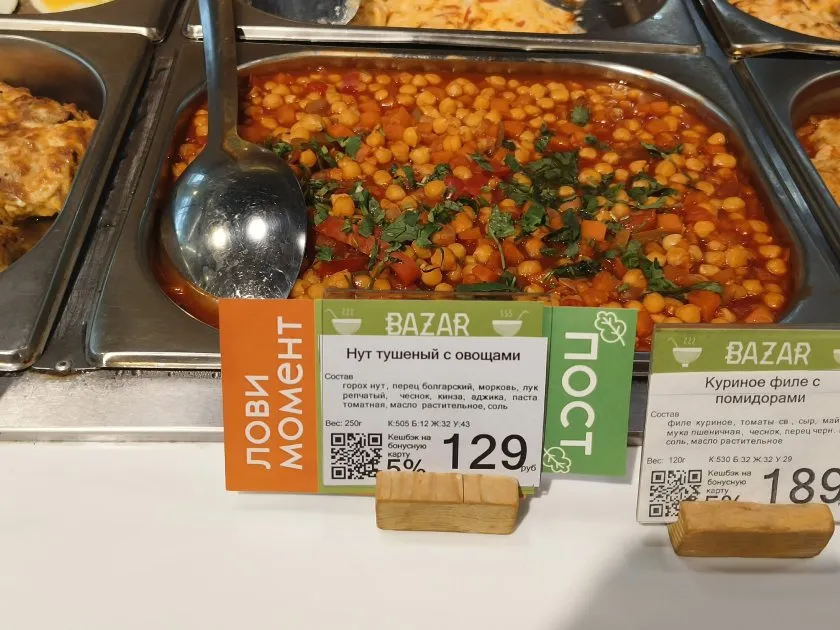 ЛОВИ
МОМЕНТ
BAZAR
Нут тушеный с овощами
Состав
горох нут, перец болгарский, морковь, лук
репчатый, чеснок, кинза, аджика, паста
томатная, масло растительное, соль
Вес: 250г К:505 Б:12 Ж:32 У:43
Кешбэк на
бонусную
карту
5%
129 руб
ПОСТ
BAZAR
Куриное филе с
помидорами
Состав
филе куриное, томаты св., сыр, май
мука пшеничная, чеснок, перец черн.
соль, масло растительное
Вес: 120г К:530 Б:32 Ж:32 У:29
Кешбэк на
бонусную
карту
5%
189